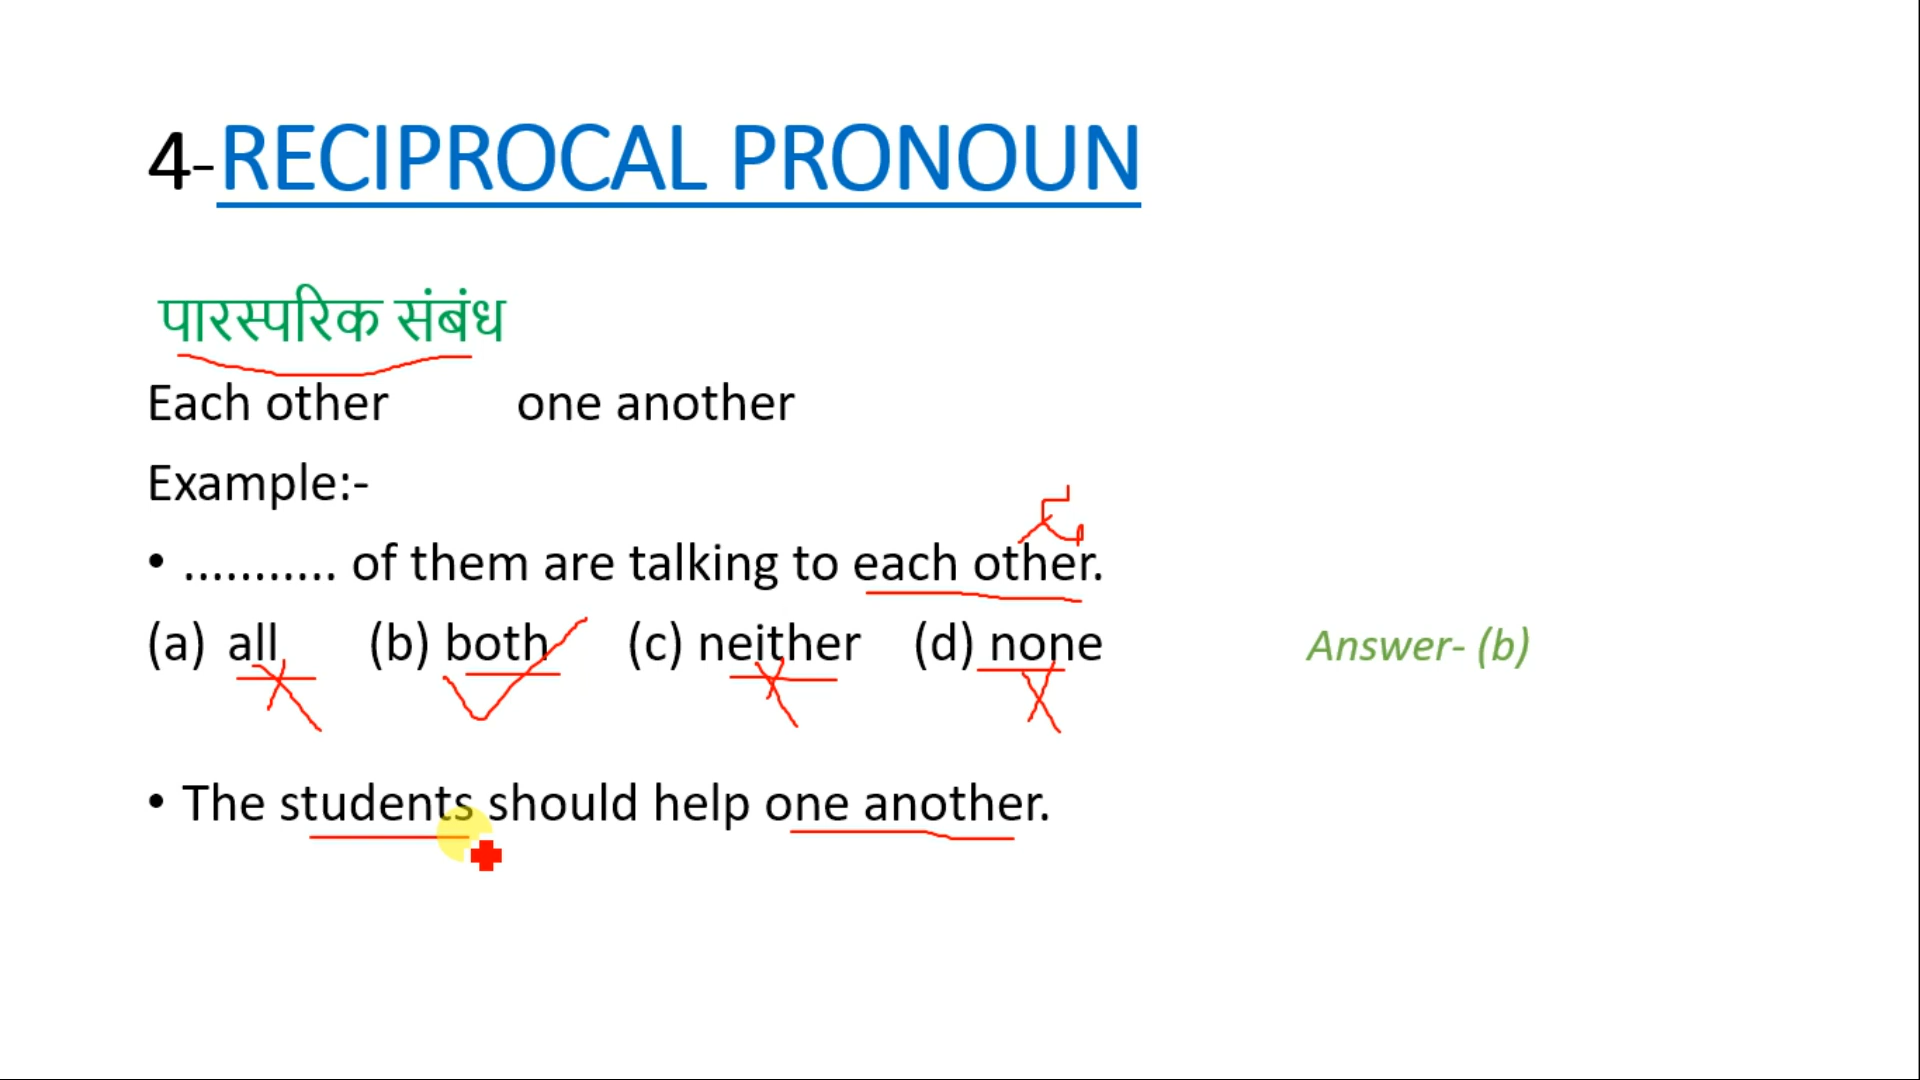 4-RECIPROCAL PRONOUN
पारस्परिक संबंध
Each other one another
Example:-
• ........... of them are talking to each other.
(a) all (b) both (c) neither (d) none Answer- (b)
• The students should help one another.